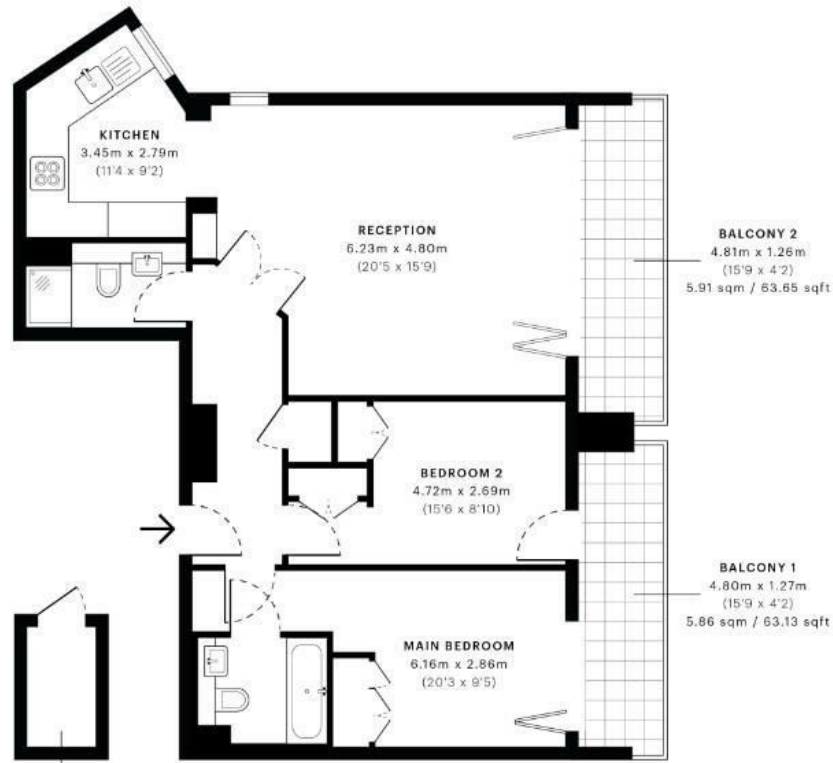 KITCHEN
3.45m x 2.79m
(11'4 x 9'2)
RECEPTION
6.23m x 4.80m
(20'5 x 15'9)
BALCONY 2
4.81m x 1.26m
(15'9 x 4'2)
5.91 sqm / 63.65 sqft
BEDROOM 2
4.72m x 2.69m
(15'6 x 8'10)
BALCONY 1
4.80m x 1.27m
(15'9 x 4'2)
5.86 sqm / 63.13 sqft
MAIN BEDROOM
6.16m x 2.86m
(20'3 x 9'5)